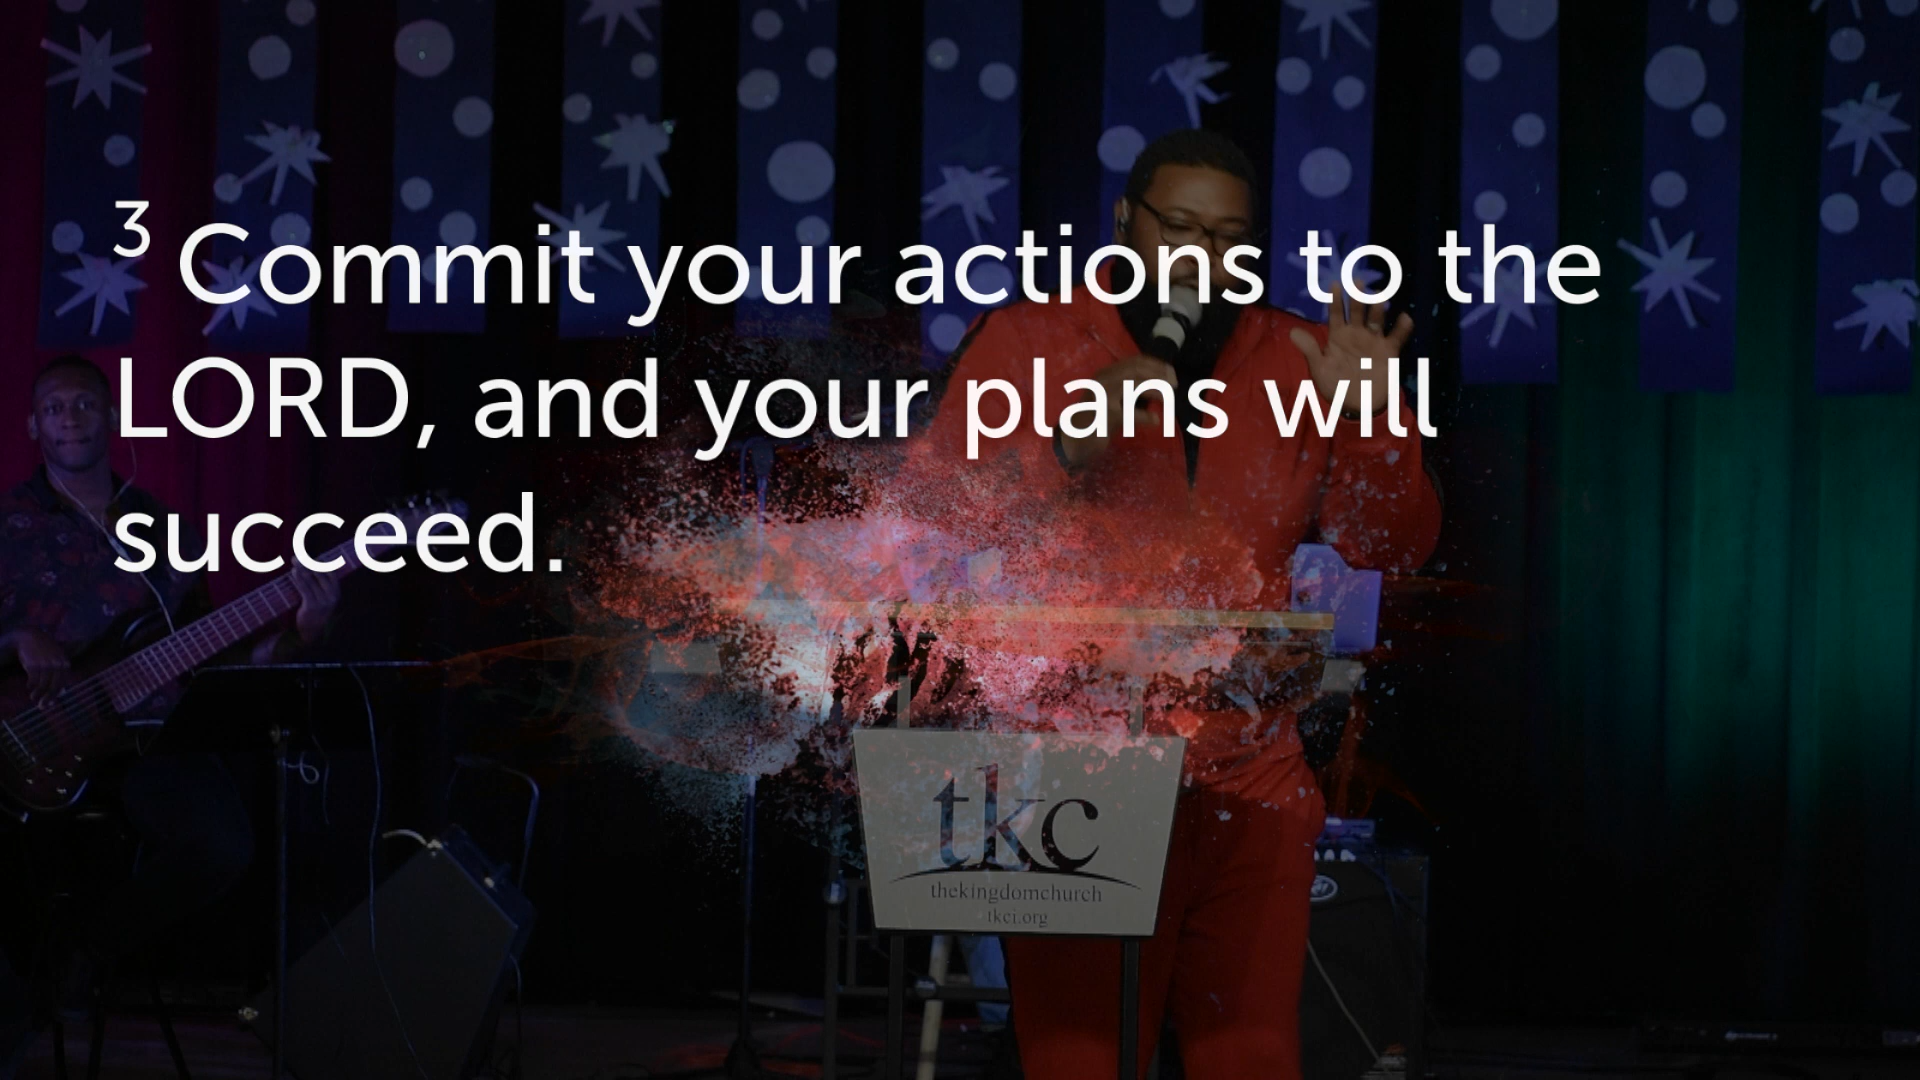 3 Commit your actions to the
LORD, and your plans will
succeed.
tkc
thekingdomchurch
tkci.org